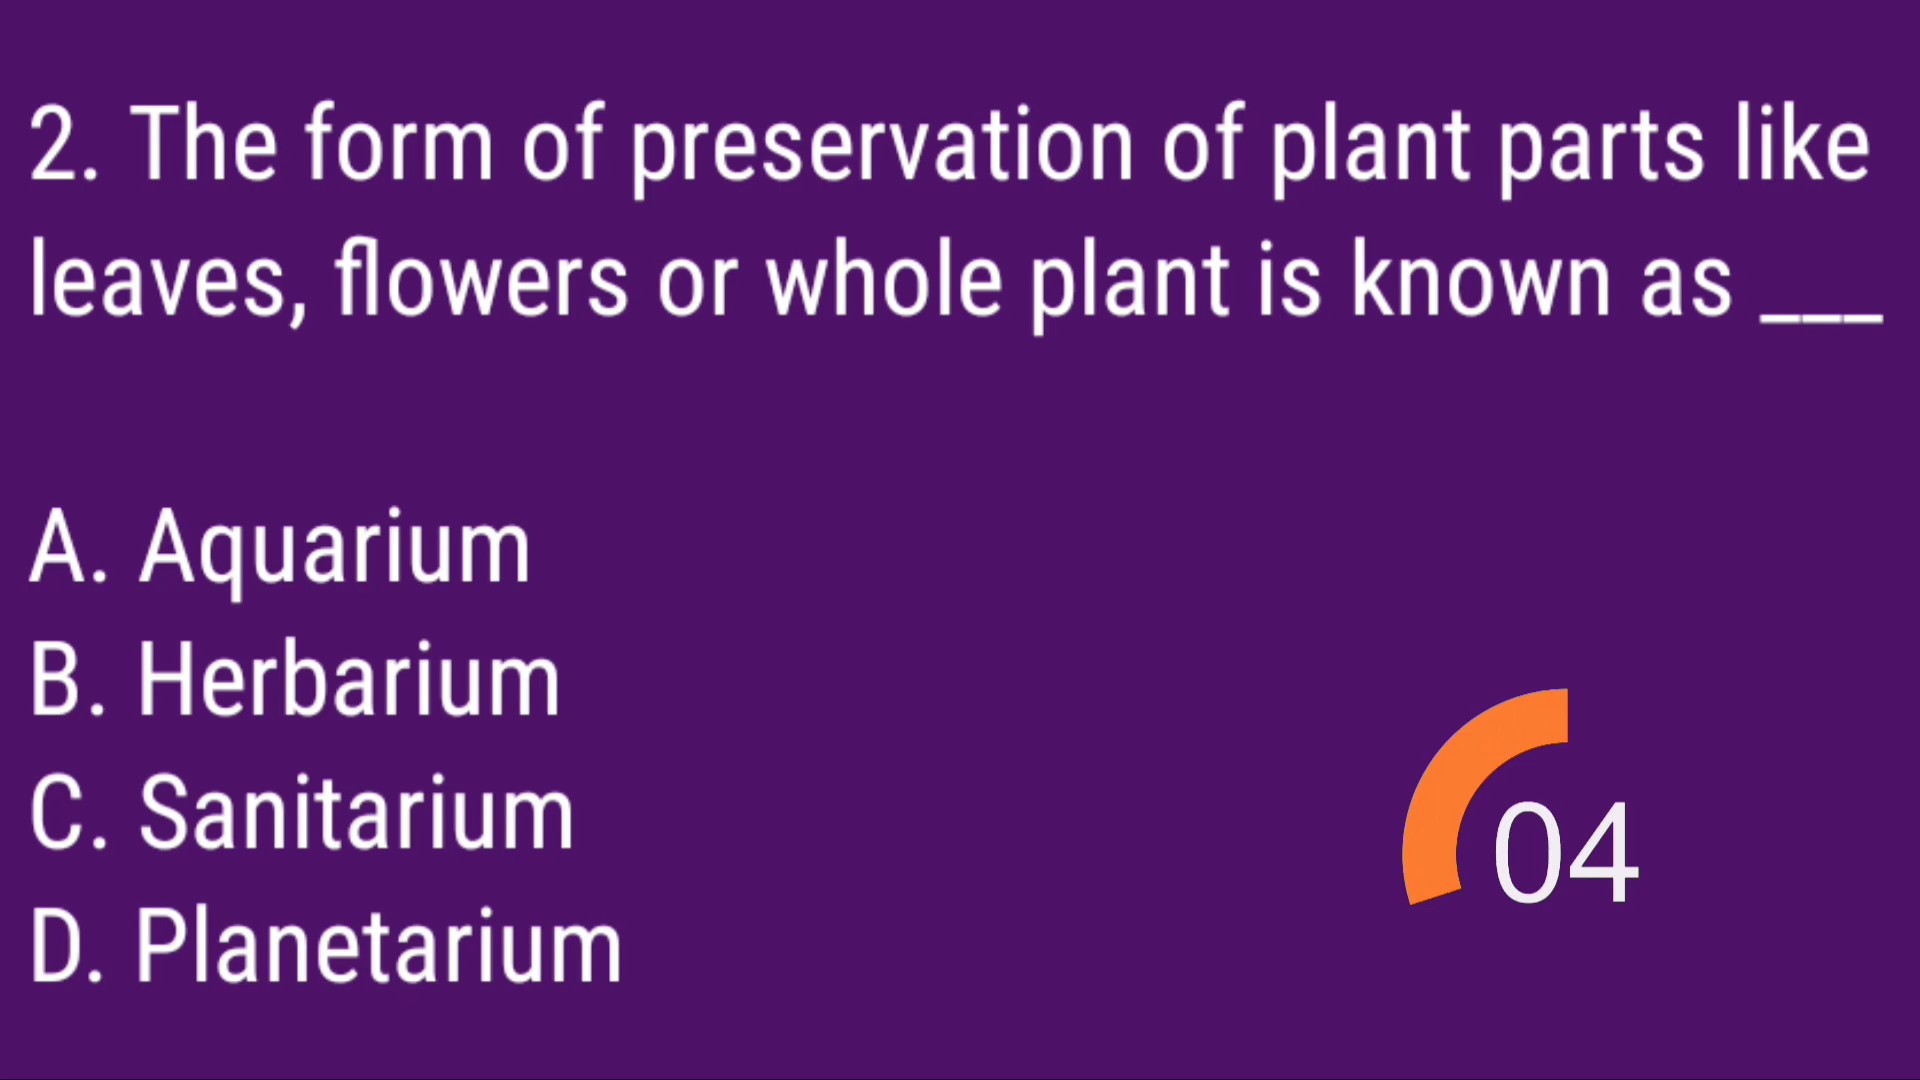 2. The form of preservation of plant parts like
leaves, flowers or whole plant is known as ___
A. Aquarium
B. Herbarium
C. Sanitarium
D. Planetarium
04